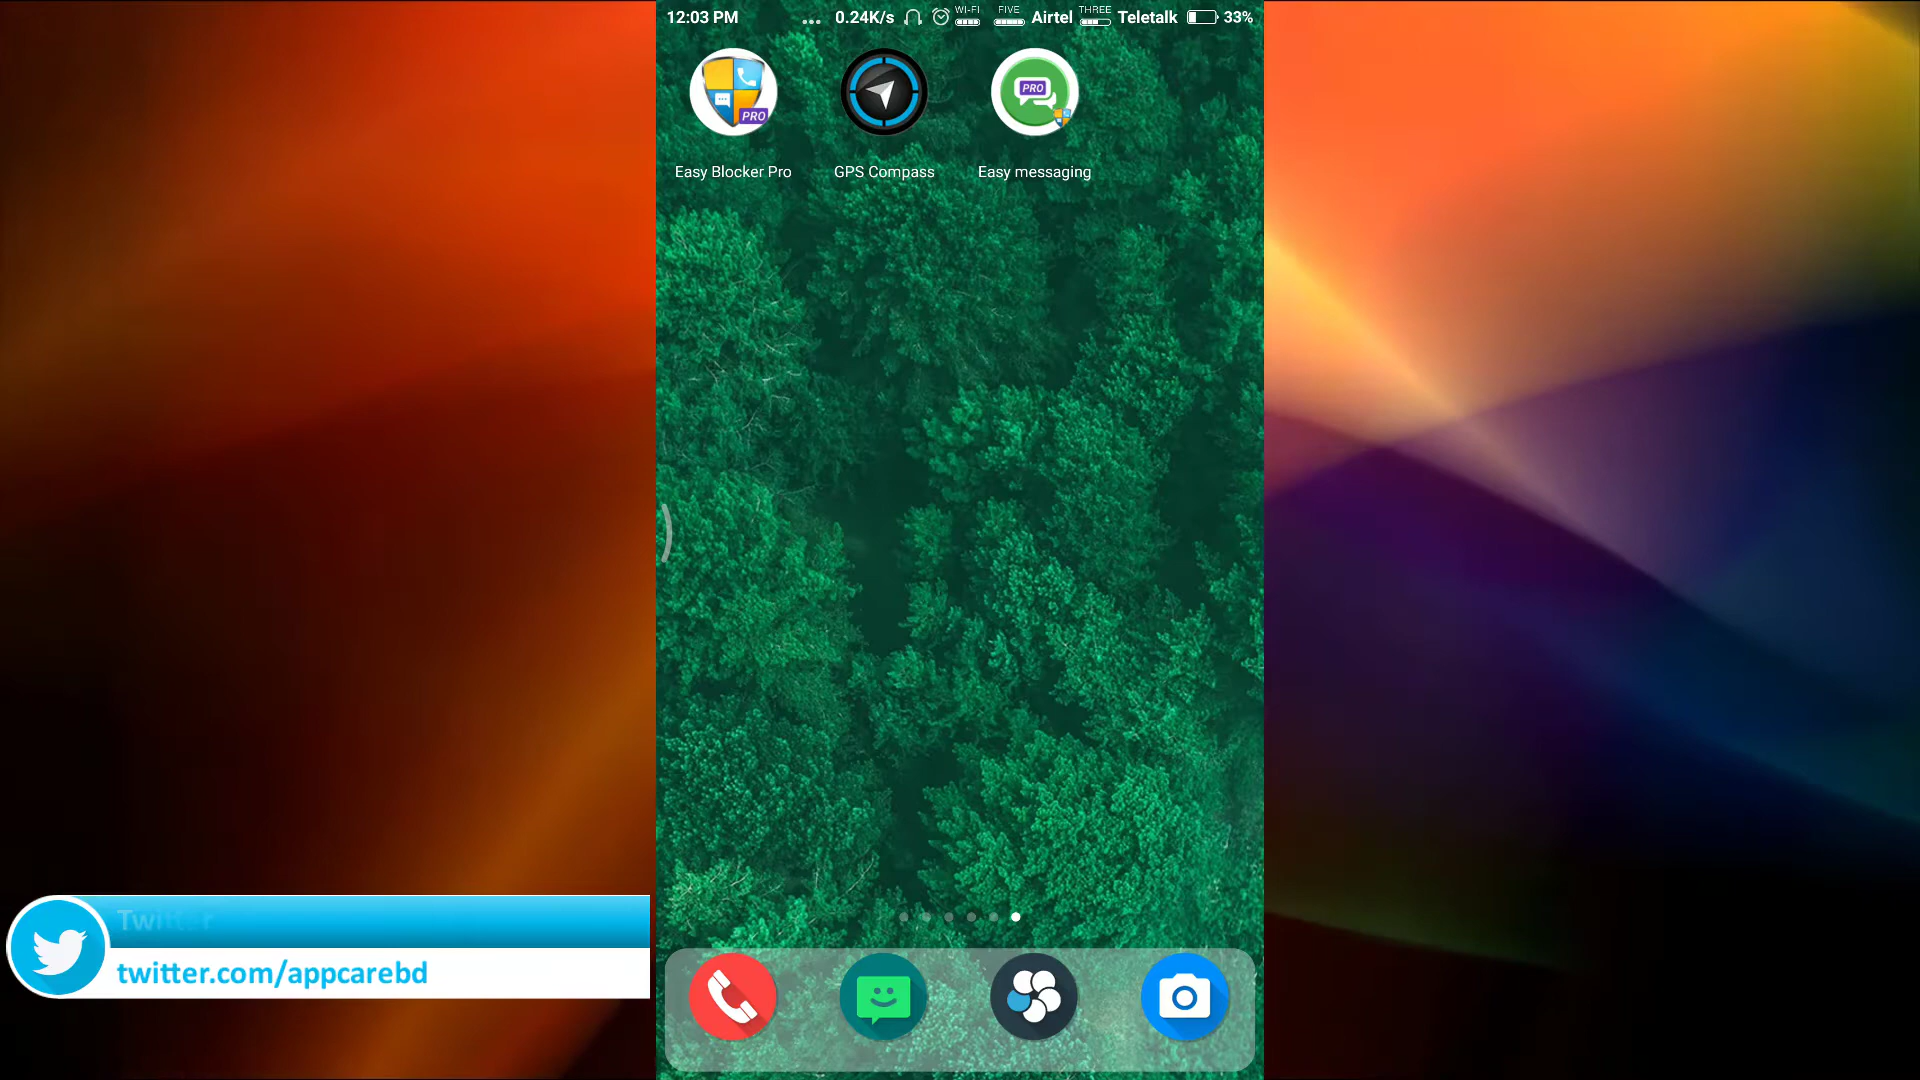 12:03 PM ... 0.24K/s WI-FI FIVE Airtel THREE Teletalk 33%
PRO
PRO
Easy Blocker Pro GPS Compass Easy messaging
Twitter
twitter.com/appcarebd